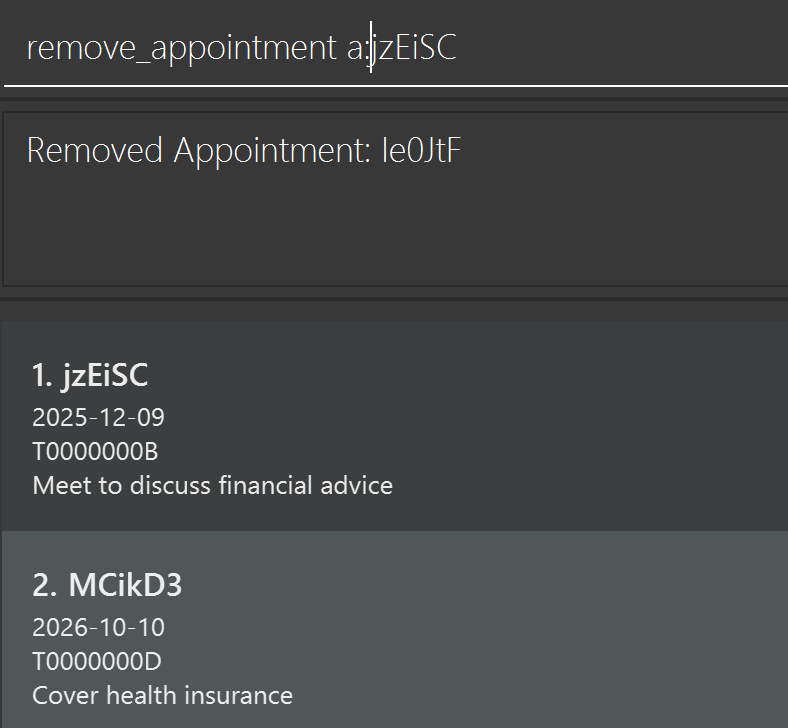 remove_appointment a:jzEiSC
Removed Appointment: Ie0JtF
1. jzEiSC
2025-12-09
T0000000B
Meet to discuss financial advice
2. MCikD3
2026-10-10
T0000000D
Cover health insurance